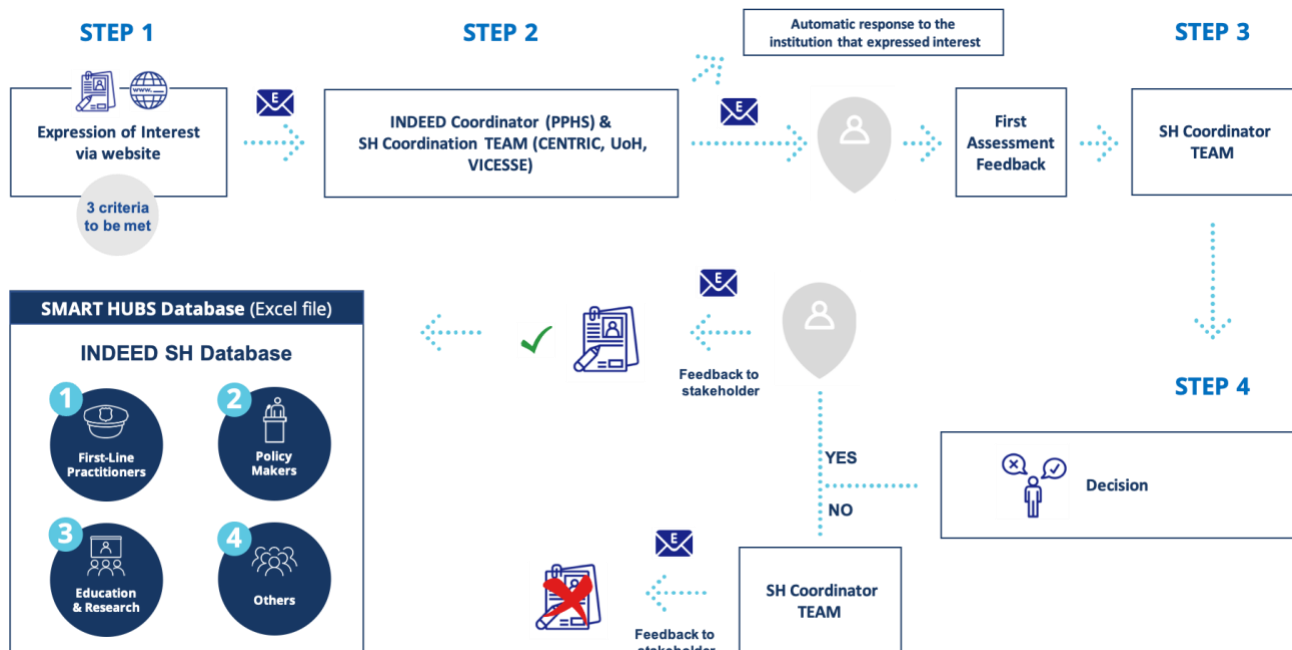 STEP 1
STEP 2
Automatic response to the
institution that expressed interest
STEP 3
www.
E
Expression of Interest
via website
3 criteria
to be met
INDEED Coordinator (PPHS) &
SH Coordination TEAM (CENTRIC, UoH,
VICESSE)
E
First
Assessment
Feedback
SH Coordinator
TEAM
SMART HUBS Database (Excel file)
INDEED SH Database
1
First-Line
Practitioners
2
Policy
Makers
3
Education
& Research
4
Others
E
Feedback to
stakeholder
STEP 4
Decision
YES
NO
E
Feedback to
stakeholder
SH Coordinator
TEAM